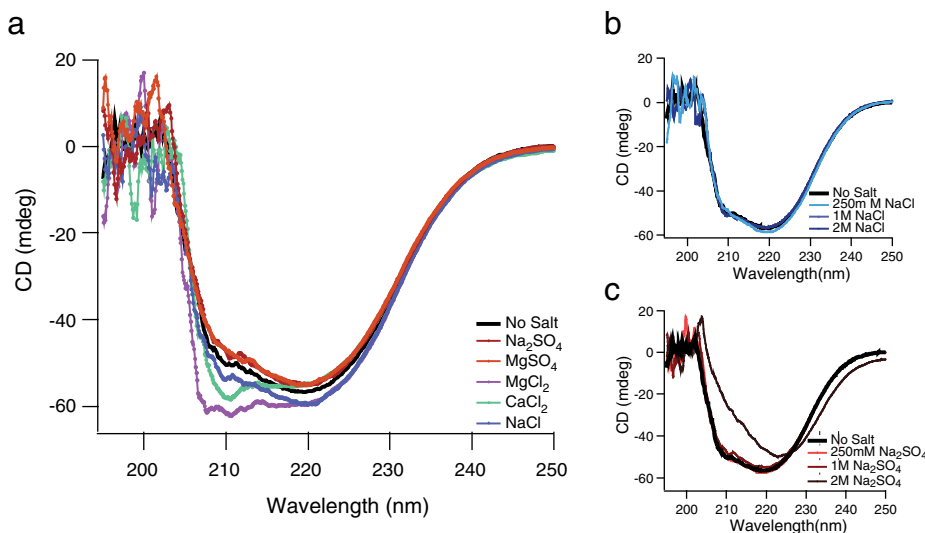 a
20
0
-20
-40
-60
CD (mdeg)
200
210
220
230
240
250
Wavelength (nm)
No Salt
Na₂SO₄
MgSO₄
MgCl₂
CaCl₂
NaCl
b
20
0
-20
-40
-60
CD (mdeg)
200
210
220
230
240
250
Wavelength(nm)
No Salt
250m M NaCl
1M NaCl
2M NaCl
c
20
0
-20
-40
-60
CD (mdeg)
200
210
220
230
240
250
Wavelength(nm)
No Salt
250mM Na₂SO₄
1M Na₂SO₄
2M Na₂SO₄